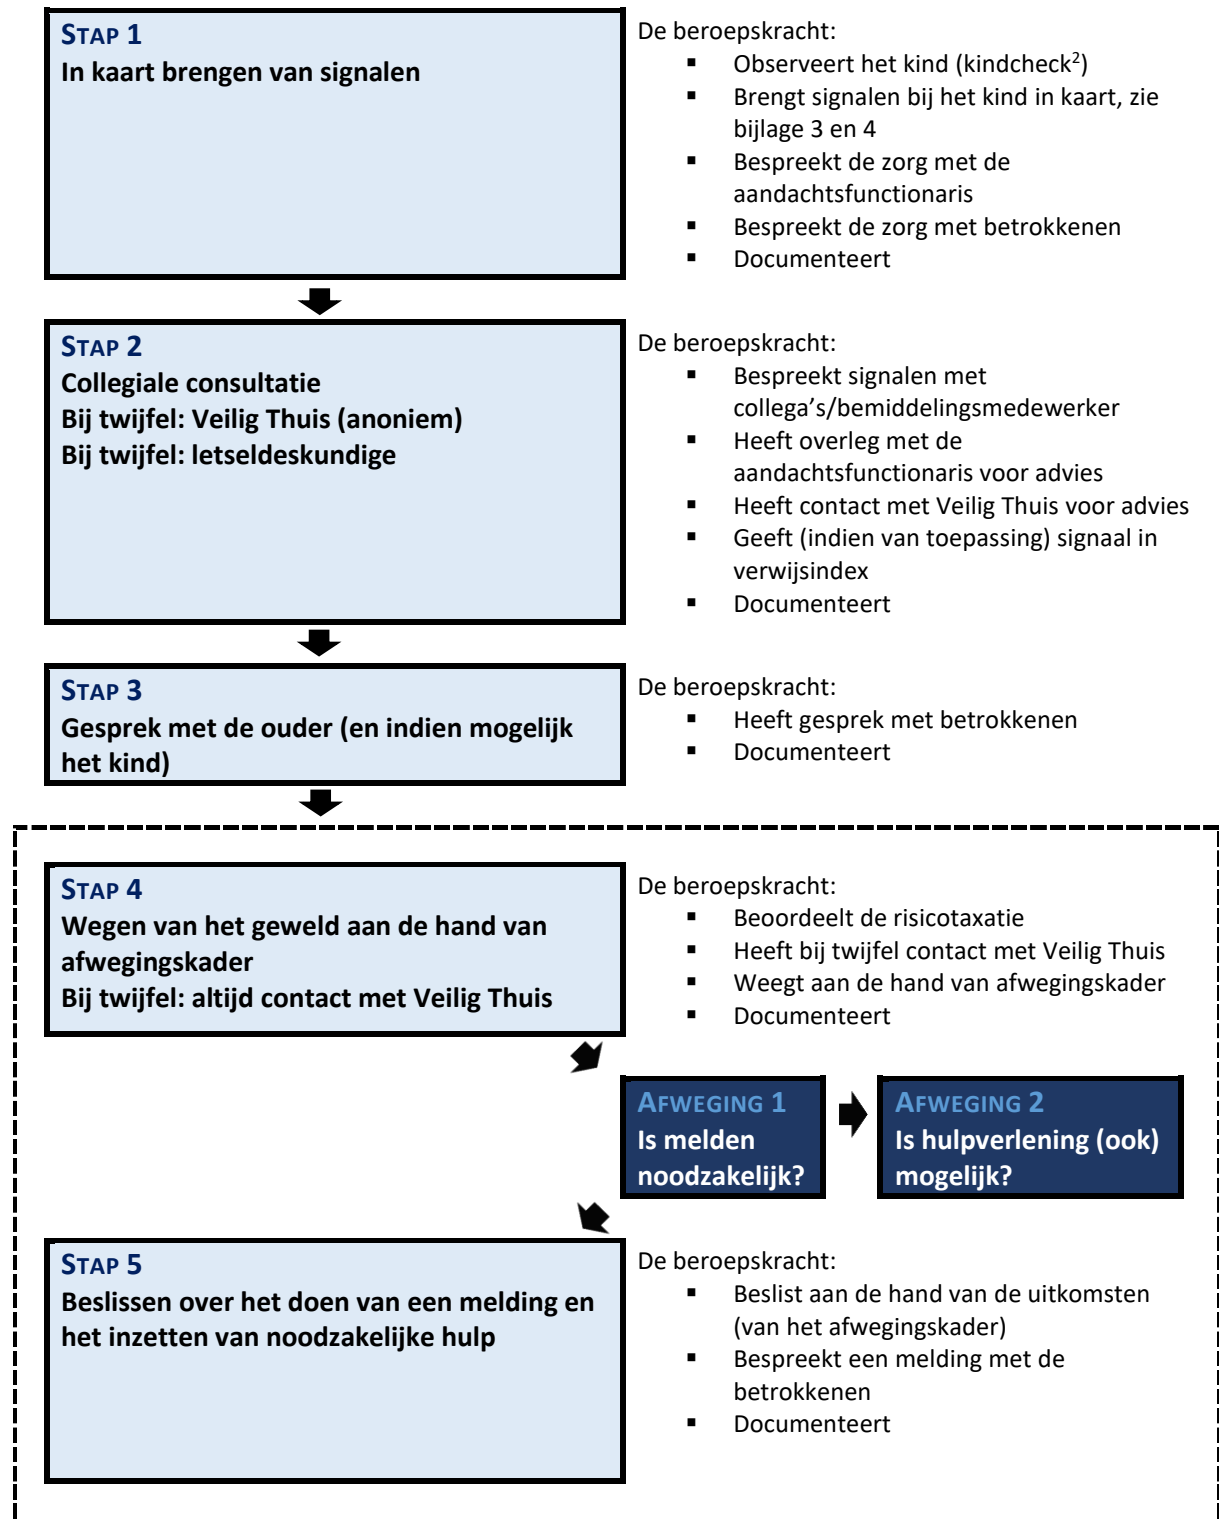 STAP 1
In kaart brengen van signalen
De beroepskracht:
▪ Observeert het kind (kindcheck²)
▪ Brengt signalen bij het kind in kaart, zie
bijlage 3 en 4
▪ Bespreekt de zorg met de
aandachtsfunctionaris
▪ Bespreekt de zorg met betrokkenen
▪ Documenteert
STAP 2
Collegiale consultatie
Bij twijfel: Veilig Thuis (anoniem)
Bij twijfel: letseldeskundige
De beroepskracht:
▪ Bespreekt signalen met
collega’s/bemiddelingsmedewerker
▪ Heeft overleg met de
aandachtsfunctionaris voor advies
▪ Heeft contact met Veilig Thuis voor advies
▪ Geeft (indien van toepassing) signaal in
verwijsindex
▪ Documenteert
STAP 3
Gesprek met de ouder (en indien mogelijk
het kind)
De beroepskracht:
▪ Heeft gesprek met betrokkenen
▪ Documenteert
STAP 4
Wegen van het geweld aan de hand van
afwegingskader
Bij twijfel: altijd contact met Veilig Thuis
De beroepskracht:
▪ Beoordeelt de risicotaxatie
▪ Heeft bij twijfel contact met Veilig Thuis
▪ Weegt aan de hand van afwegingskader
▪ Documenteert
AFWEGING 1
Is melden
noodzakelijk?
AFWEGING 2
Is hulpverlening (ook)
mogelijk?
STAP 5
Beslissen over het doen van een melding en
het inzetten van noodzakelijke hulp
De beroepskracht:
▪ Beslist aan de hand van de uitkomsten
(van het afwegingskader)
▪ Bespreekt een melding met de
betrokkenen
▪ Documenteert